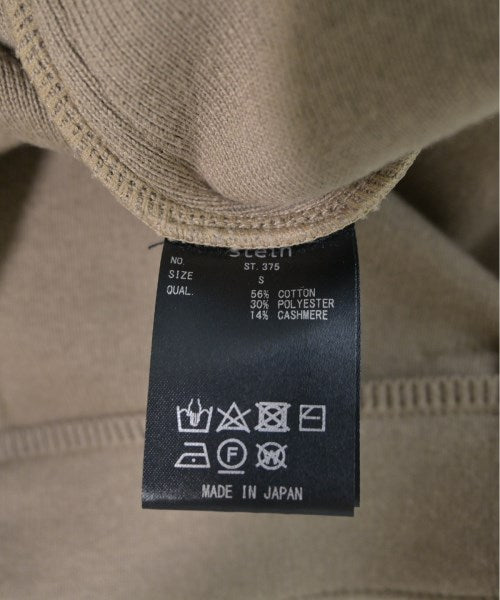 stein
NO. ST. 375
SIZE S
QUAL. 56% COTTON
30% POLYESTER
14% CASHMERE
F
W
MADE IN JAPAN